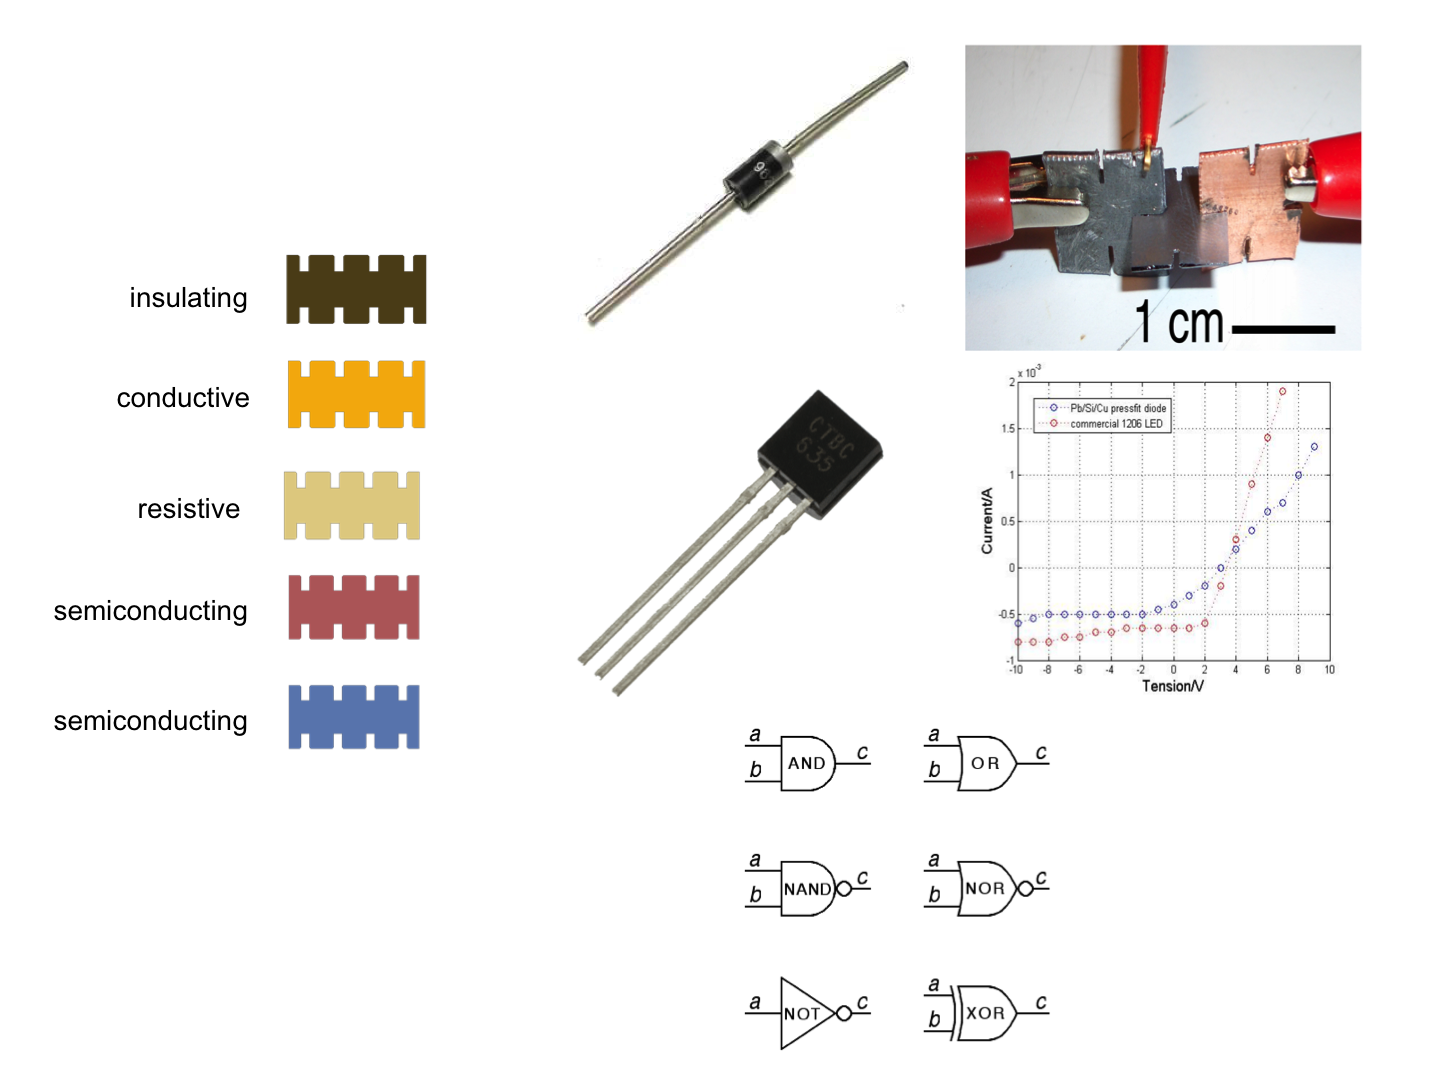 insulating
conductive
resistive
semiconducting
semiconducting
CTBC
635
1 cm
x 10
-3
2
1.5
1
0.5
0
-0.5
-1
-10 -8 -6 -4 -2 0 2 4 6 8 10
Current/A
Tension/V
Pb/Si/Cu pressfit diode
commercial 1206 LED
a
b
AND
c
a
b
OR
c
a
b
NAND
c
a
b
NOR
c
a
NOT
c
a
b
XOR
c